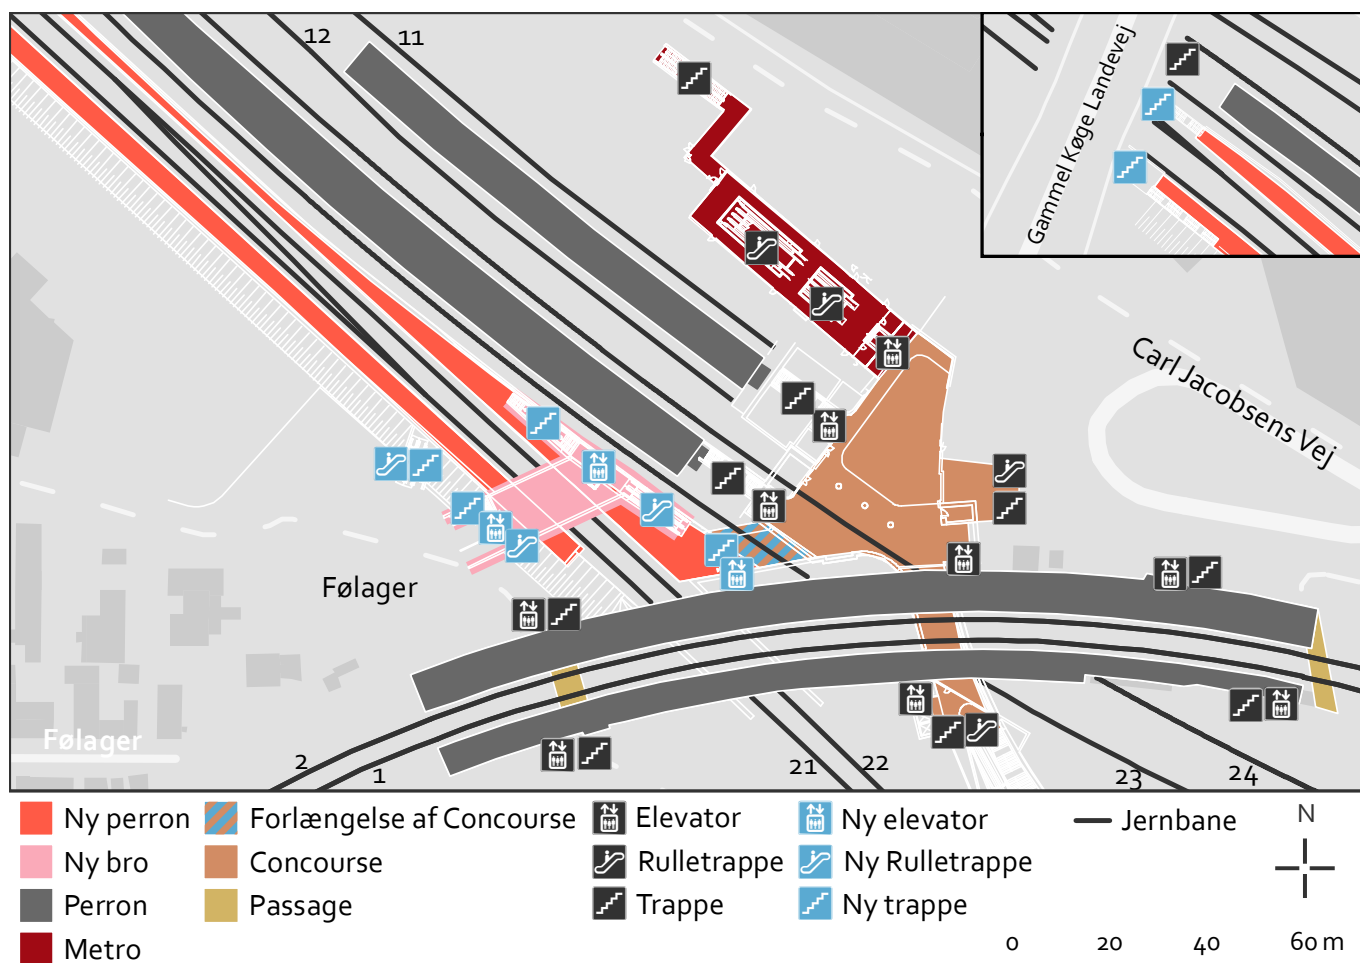 12
11
Gammel Køge Landevej
Carl Jacobsens Vej
Følager
Følager
2
1
21
22
23
24
Ny perron
Forlængelse af Concourse
Elevator
Ny elevator
Jernbane
N
Ny bro
Concourse
Rulletrappe
Ny Rulletrappe
Perron
Passage
Trappe
Ny trappe
Metro
0
20
40
60 m